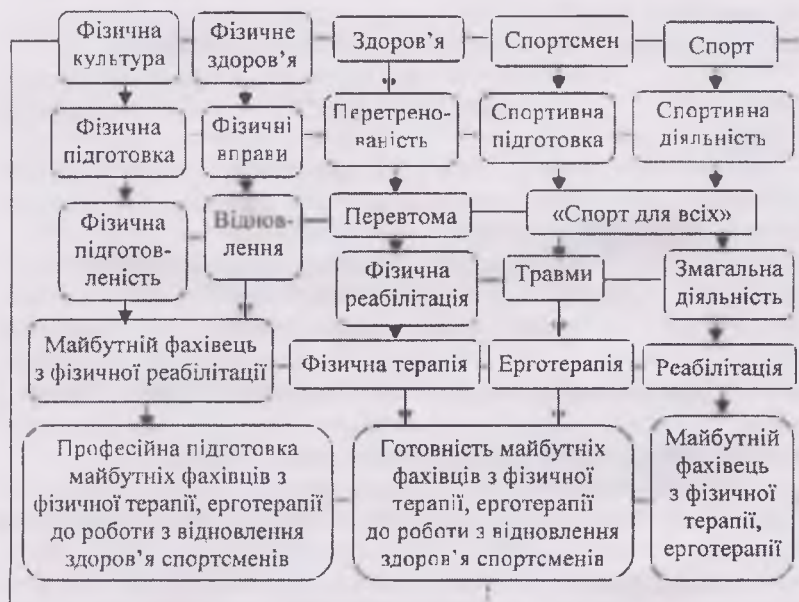 Фізична
культура
Фізичне
здоров’я
Здоров’я
Спортсмен
Спорт
Фізична
підготовка
Фізичні
вправи
Перетрено-
ваність
Спортивна
підготовка
Спортивна
діяльність
Фізична
підготов-
леність
Віднов-
лення
Перевтома
«Спорт для всіх»
Фізична
реабілітація
Травми
Змагальна
діяльність
Майбутній фахівець
з фізичної реабілітації
Фізична терапія
Ерготерапія
Реабілітація
Професійна підготовка
майбутніх фахівців з
фізичної терапії, ерготерапії
до роботи з відновлення
здоров’я спортсменів
Готовність майбутніх
фахівців з фізичної
терапії, ерготерапії
до роботи з відновлення
здоров’я спортсменів
Майбутній
фахівець
з фізичної
терапії,
ерготерапії